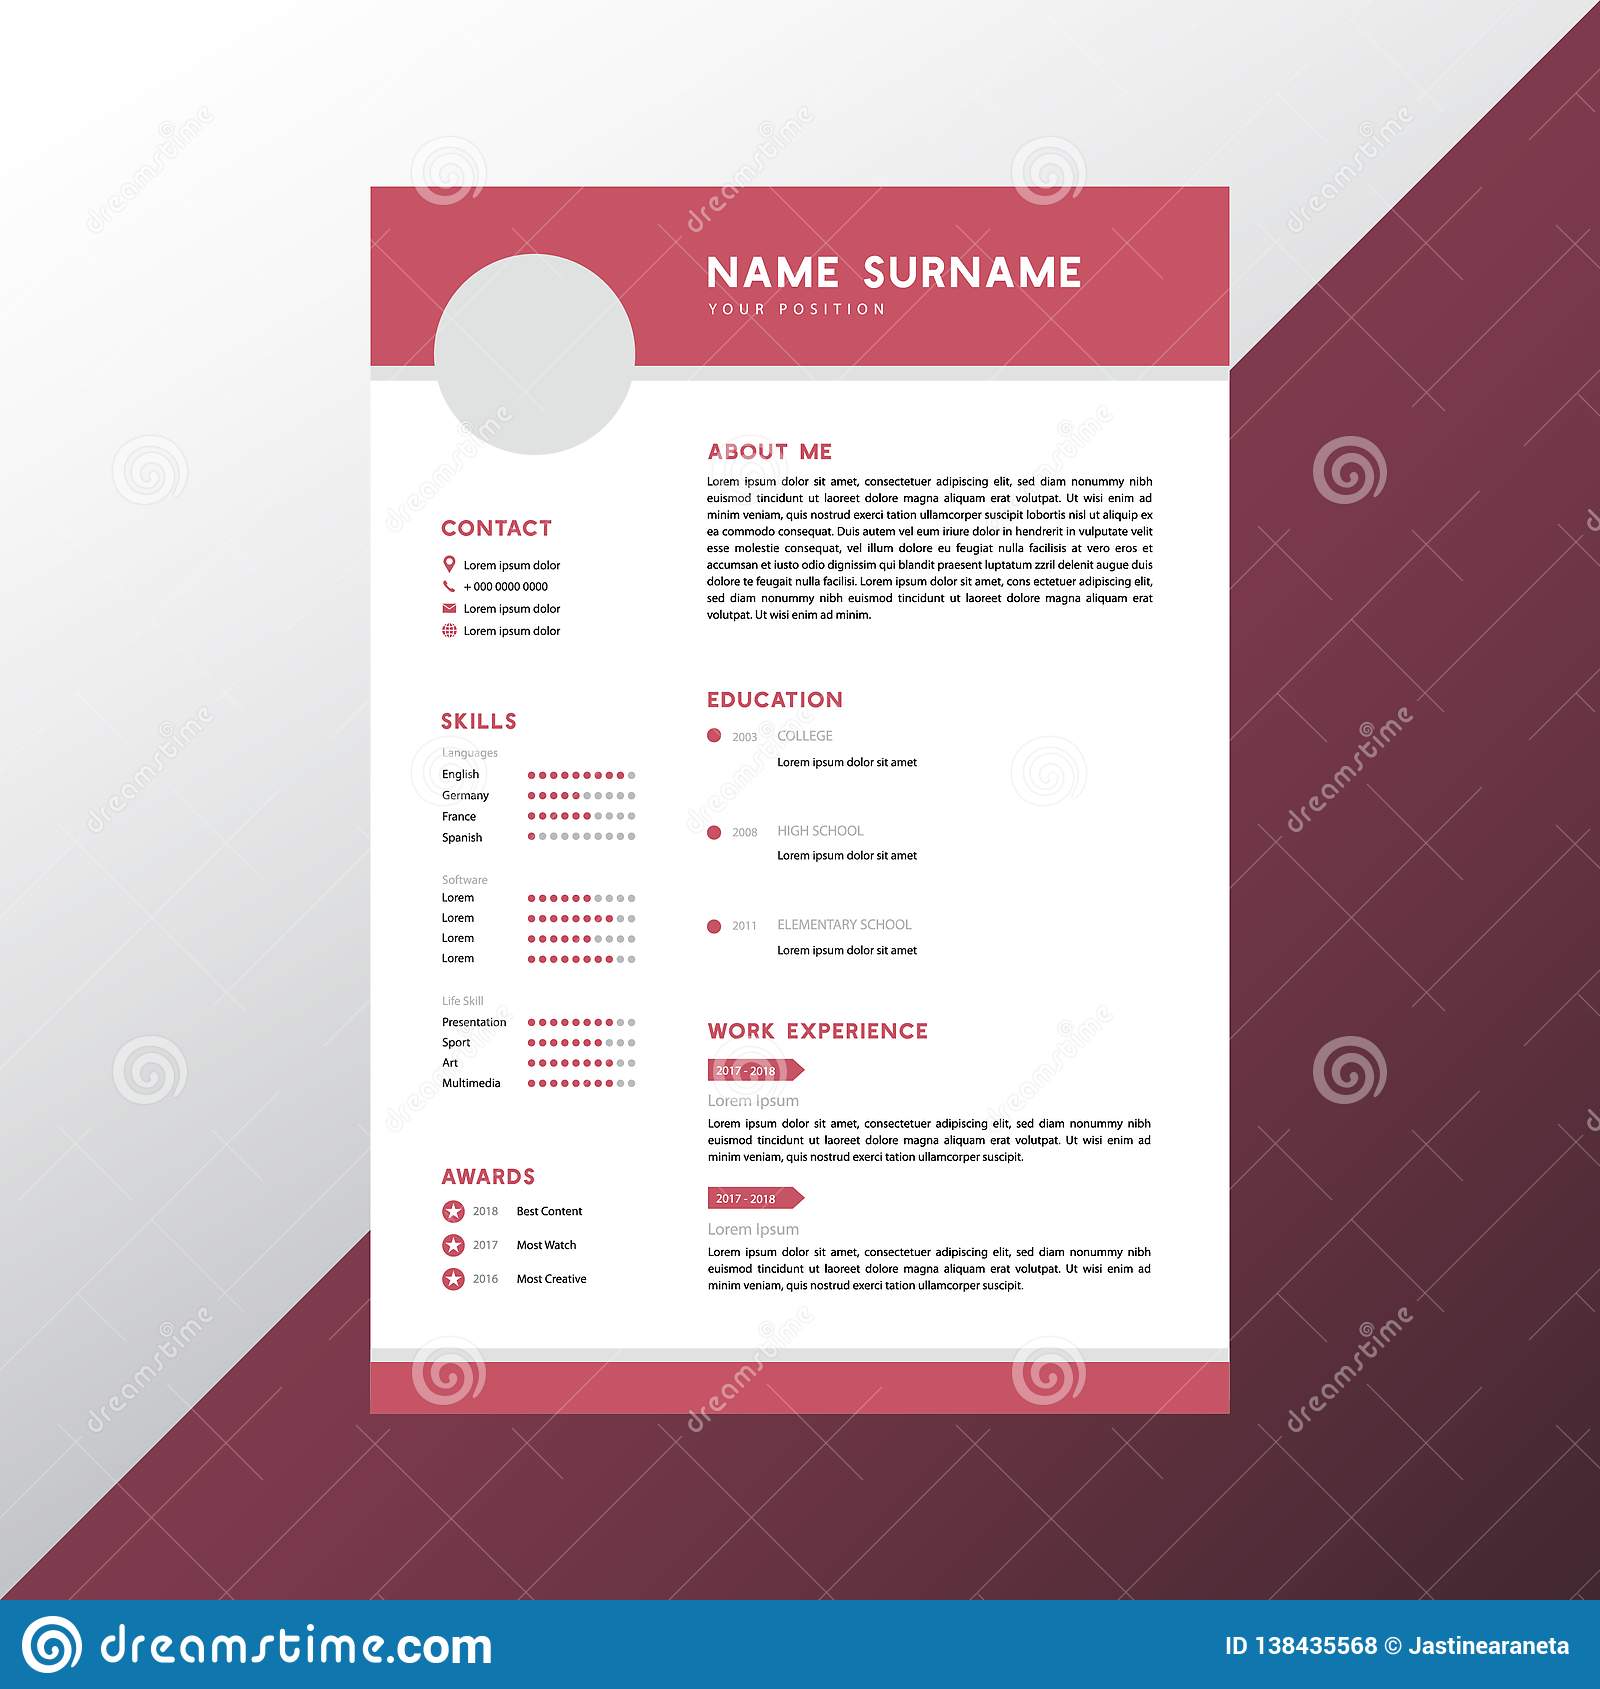 NAME SURNAME
YOUR POSITION
CONTACT
Lorem ipsum dolor
+ 000 0000 0000
Lorem ipsum dolor
Lorem ipsum dolor
SKILLS
Languages
English
Germany
France
Spanish
Software
Lorem
Lorem
Lorem
Lorem
Life Skill
Presentation
Sport
Art
Multimedia
AWARDS
2018 Best Content
2017 Most Watch
2016 Most Creative
ABOUT ME
Lorem ipsum dolor sit amet, consectetuer adipiscing elit, sed diam nonummy nibh
euismod tincidunt ut laoreet dolore magna aliquam erat volutpat. Ut wisi enim ad
minim veniam, quis nostrud exerci tation ullamcorper suscipit lobortis nisl ut aliquip ex
ea commodo consequat. Duis autem vel eum iriure dolor in hendrerit in vulputate velit
esse molestie consequat, vel illum dolore eu feugiat nulla facilisis at vero eros et
accumsan et iusto odio dignissim qui blandit praesent luptatum zzril delenit augue duis
dolore te feugait nulla facilisi. Lorem ipsum dolor sit amet, cons ectetuer adipiscing elit,
sed diam nonummy nibh euismod tincidunt ut laoreet dolore magna aliquam erat
volutpat. Ut wisi enim ad minim.
EDUCATION
2003 COLLEGE
Lorem ipsum dolor sit amet
2008 HIGH SCHOOL
Lorem ipsum dolor sit amet
2011 ELEMENTARY SCHOOL
Lorem ipsum dolor sit amet
WORK EXPERIENCE
2017 - 2018
Lorem Ipsum
Lorem ipsum dolor sit amet, consectetuer adipiscing elit, sed diam nonummy nibh
euismod tincidunt ut laoreet dolore magna aliquam erat volutpat. Ut wisi enim ad
minim veniam, quis nostrud exerci tation ullamcorper suscipit.
2017 - 2018
Lorem Ipsum
Lorem ipsum dolor sit amet, consectetuer adipiscing elit, sed diam nonummy nibh
euismod tincidunt ut laoreet dolore magna aliquam erat volutpat. Ut wisi enim ad
minim veniam, quis nostrud exerci tation ullamcorper suscipit.
dreamstime.com
ID 138435568 © Jastinearaneta